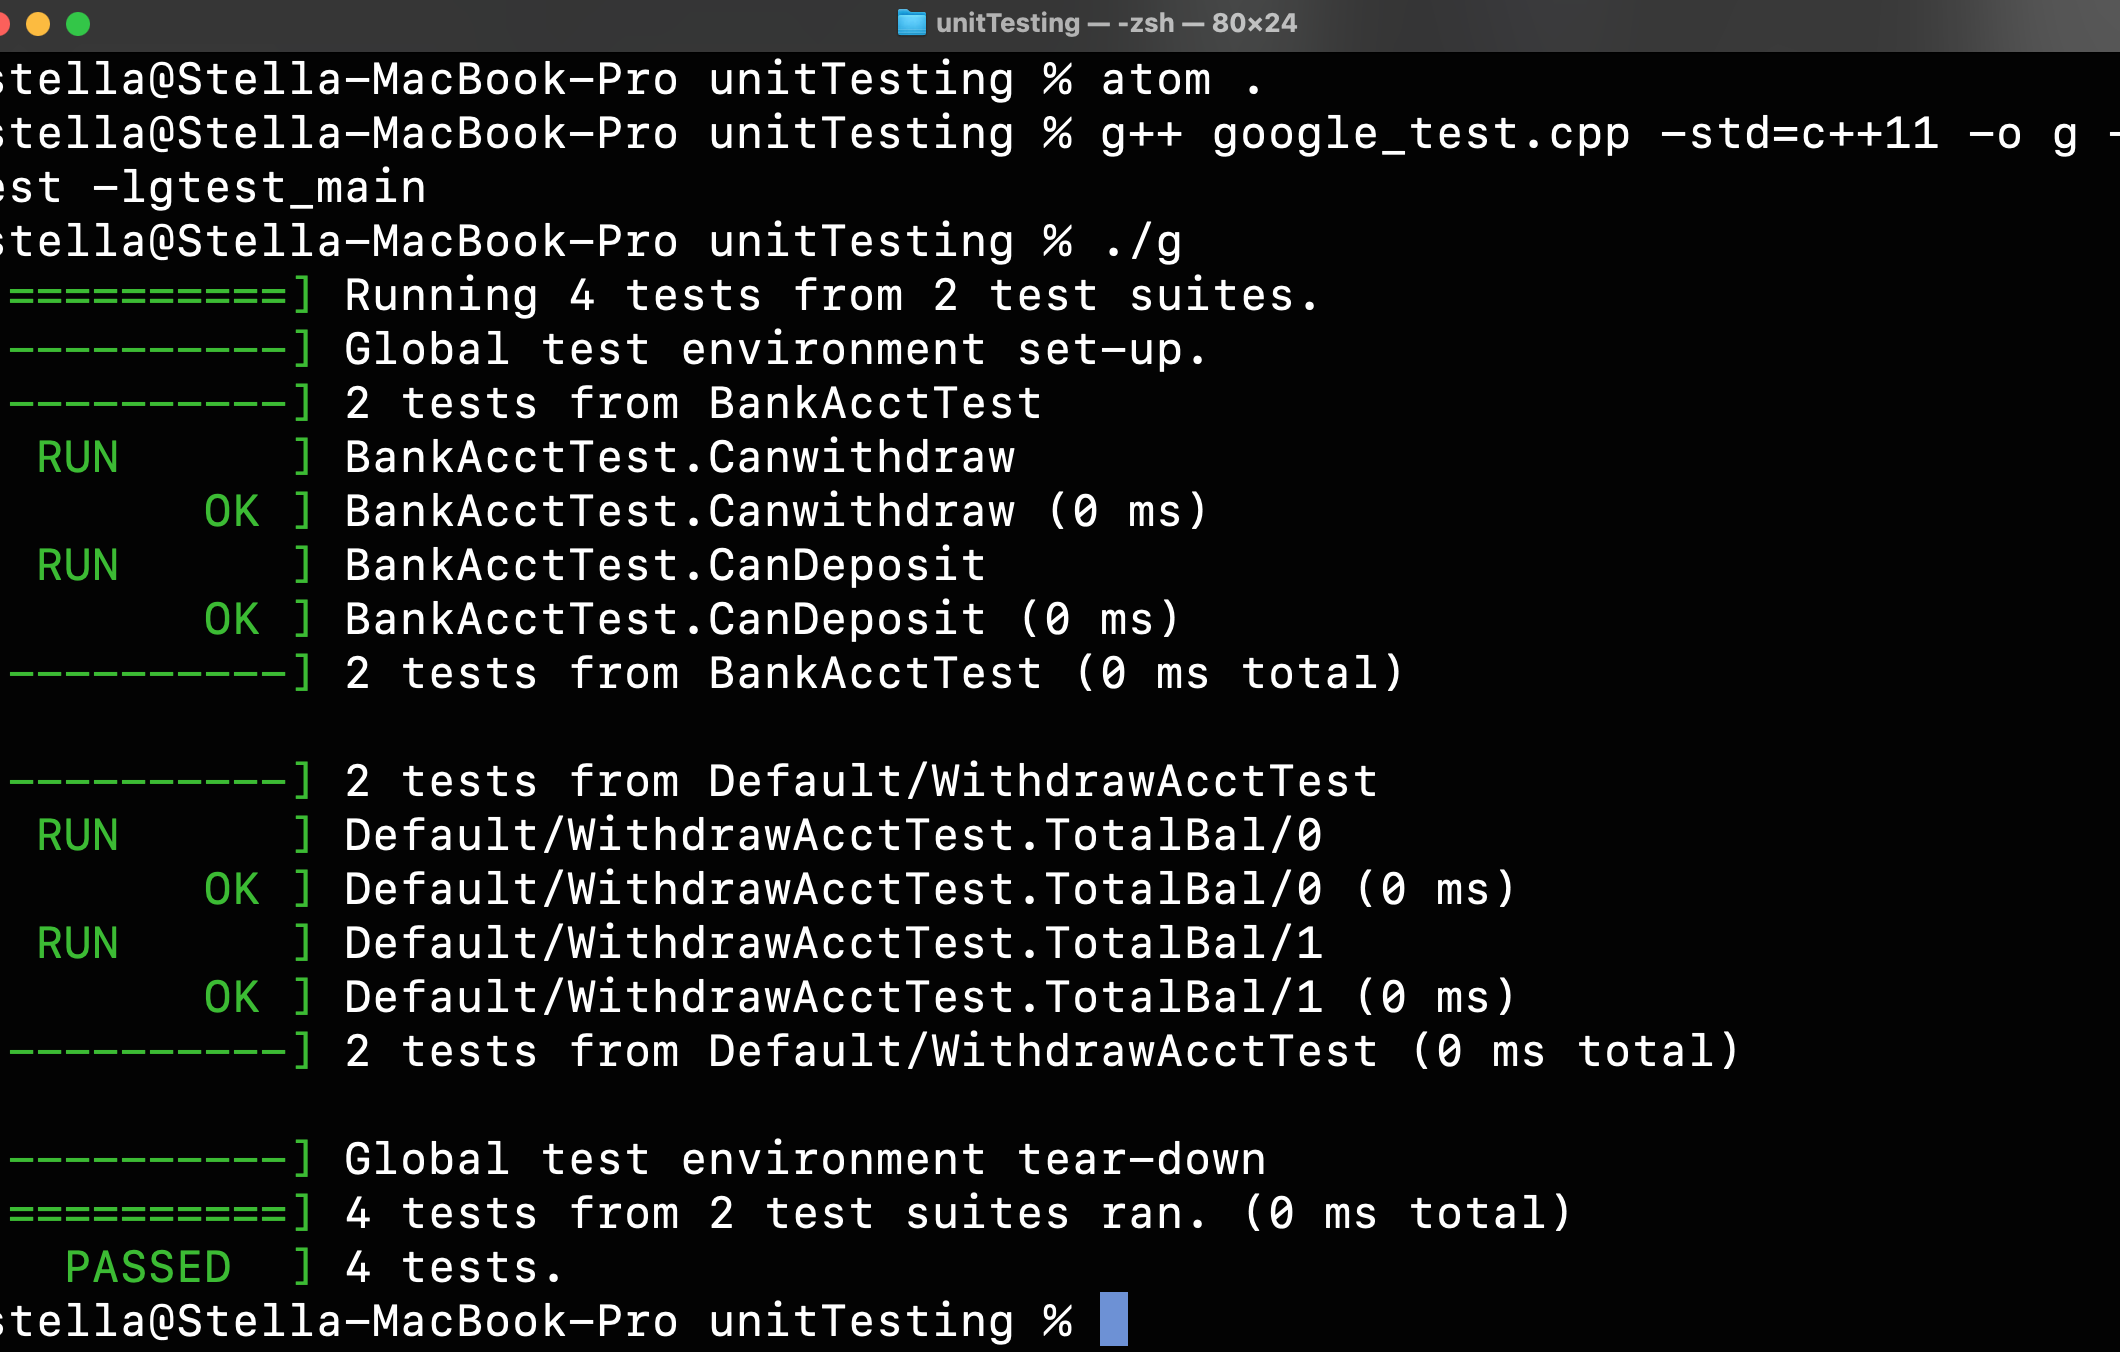 unitTesting — -zsh — 80×24
stella@Stella-MacBook-Pro unitTesting % atom .
stella@Stella-MacBook-Pro unitTesting % g++ google_test.cpp -std=c++11 -o g -
est -lgtest_main
stella@Stella-MacBook-Pro unitTesting % ./g
==========] Running 4 tests from 2 test suites.
----------] Global test environment set-up.
----------] 2 tests from BankAcctTest
RUN      ] BankAcctTest.Canwithdraw
OK ] BankAcctTest.Canwithdraw (0 ms)
RUN      ] BankAcctTest.CanDeposit
OK ] BankAcctTest.CanDeposit (0 ms)
----------] 2 tests from BankAcctTest (0 ms total)
----------] 2 tests from Default/WithdrawAcctTest
RUN      ] Default/WithdrawAcctTest.TotalBal/0
OK ] Default/WithdrawAcctTest.TotalBal/0 (0 ms)
RUN      ] Default/WithdrawAcctTest.TotalBal/1
OK ] Default/WithdrawAcctTest.TotalBal/1 (0 ms)
----------] 2 tests from Default/WithdrawAcctTest (0 ms total)
----------] Global test environment tear-down
==========] 4 tests from 2 test suites ran. (0 ms total)
PASSED  ] 4 tests.
stella@Stella-MacBook-Pro unitTesting %